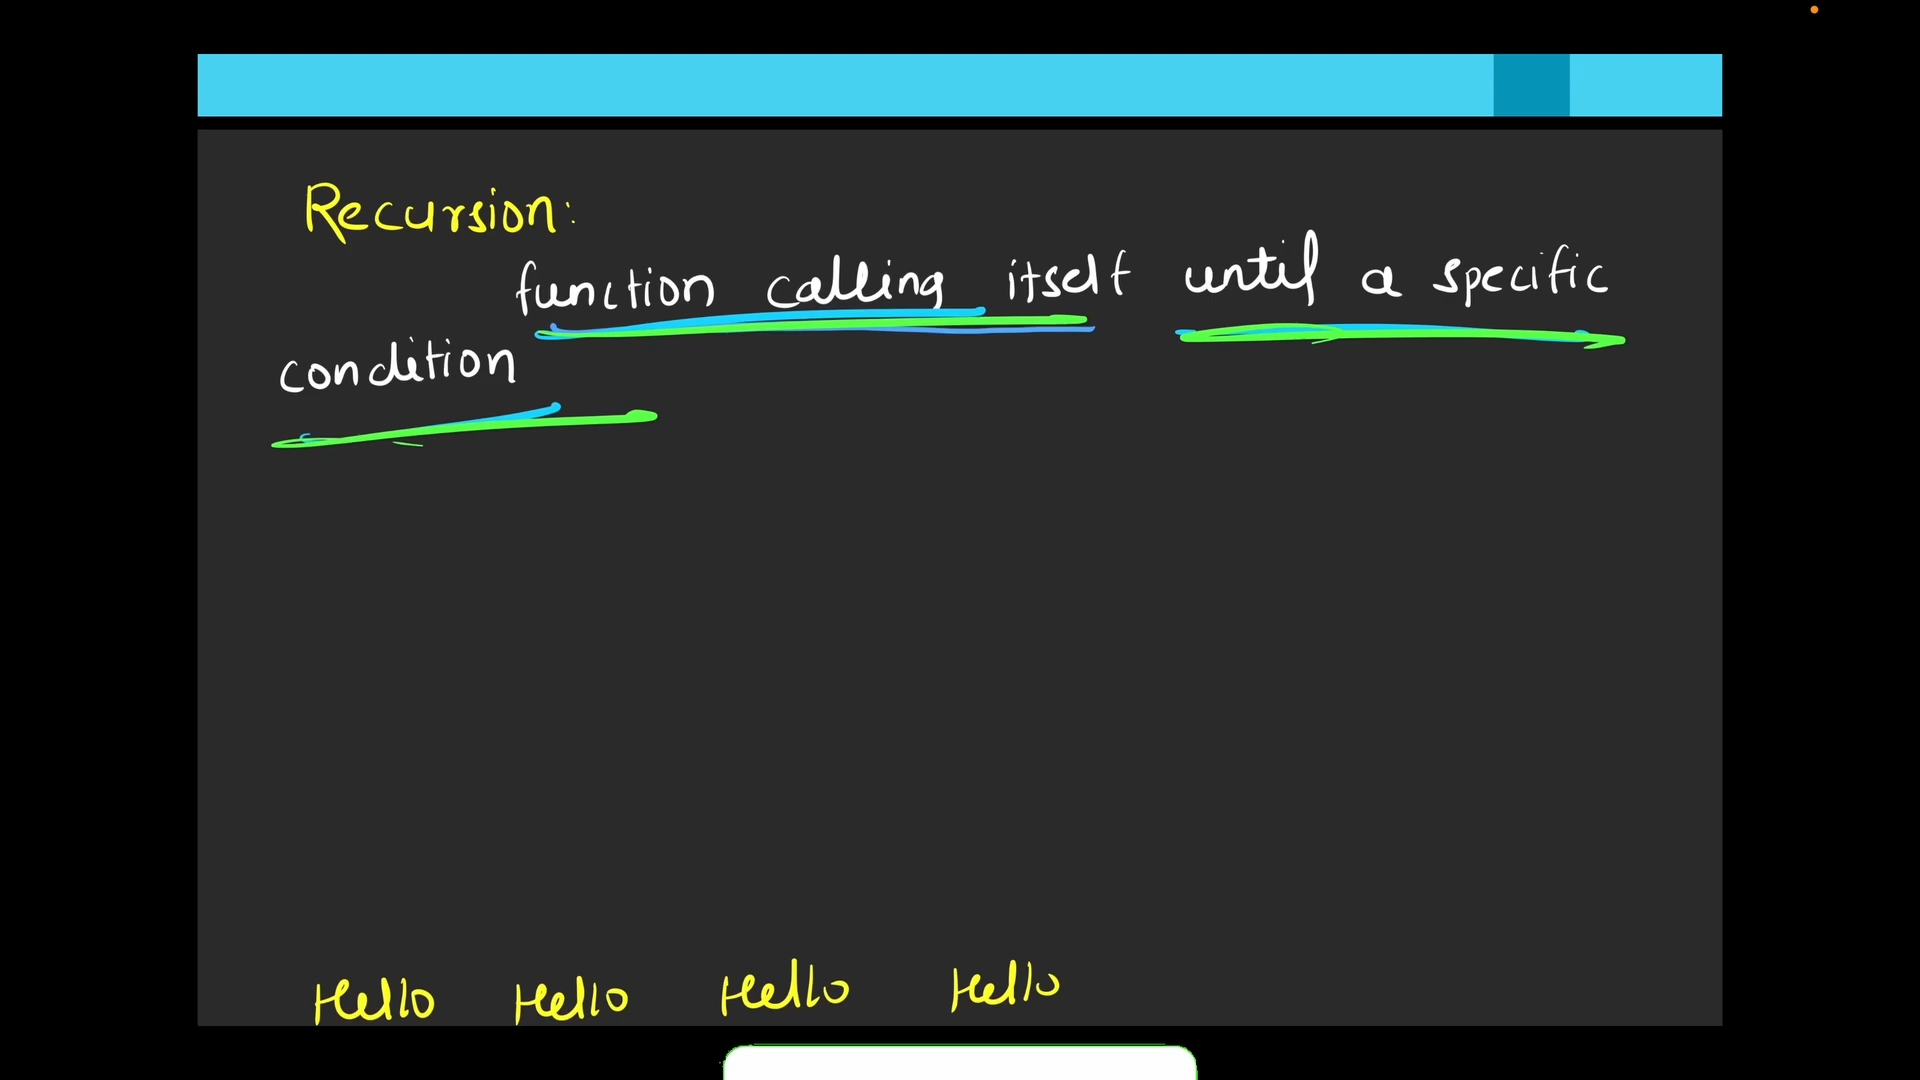 Recursion:
function calling itself until a specific
condition
Hello Hello Hello Hello